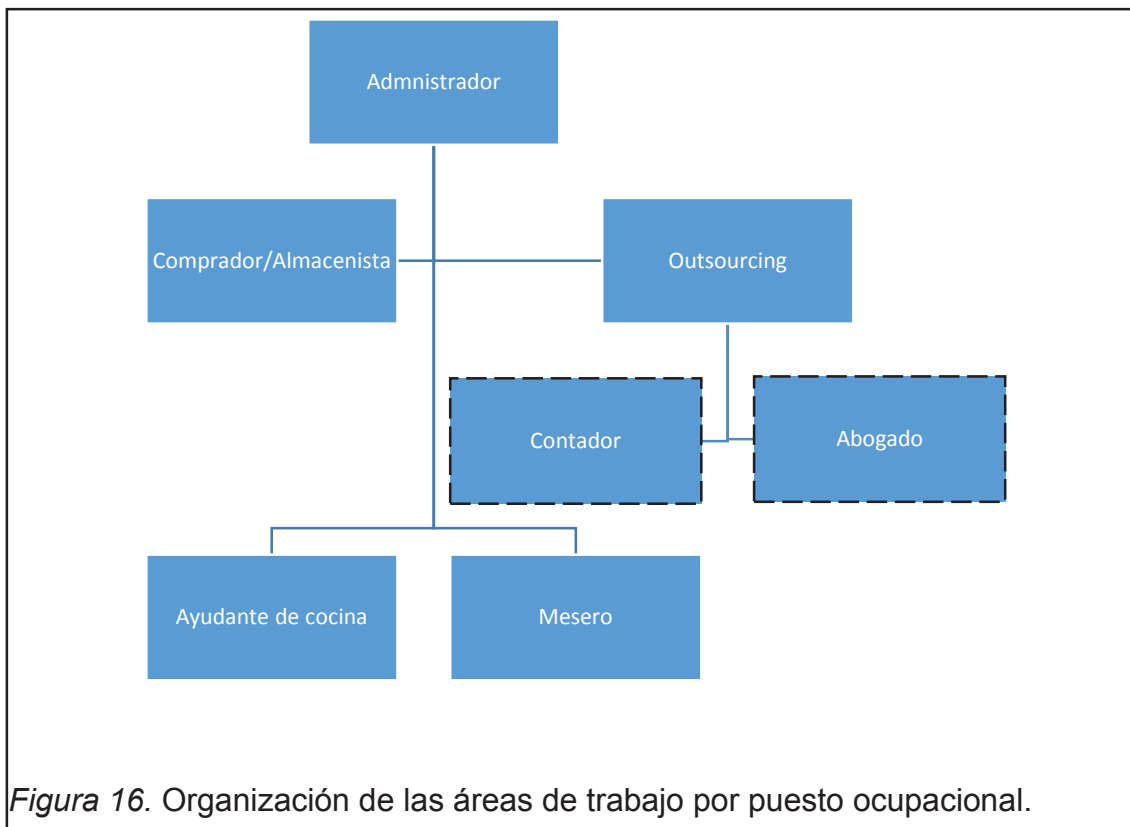 Admnistrador
Comprador/Almacenista
Outsourcing
Contador
Abogado
Ayudante de cocina
Mesero
Figura 16. Organización de las áreas de trabajo por puesto ocupacional.